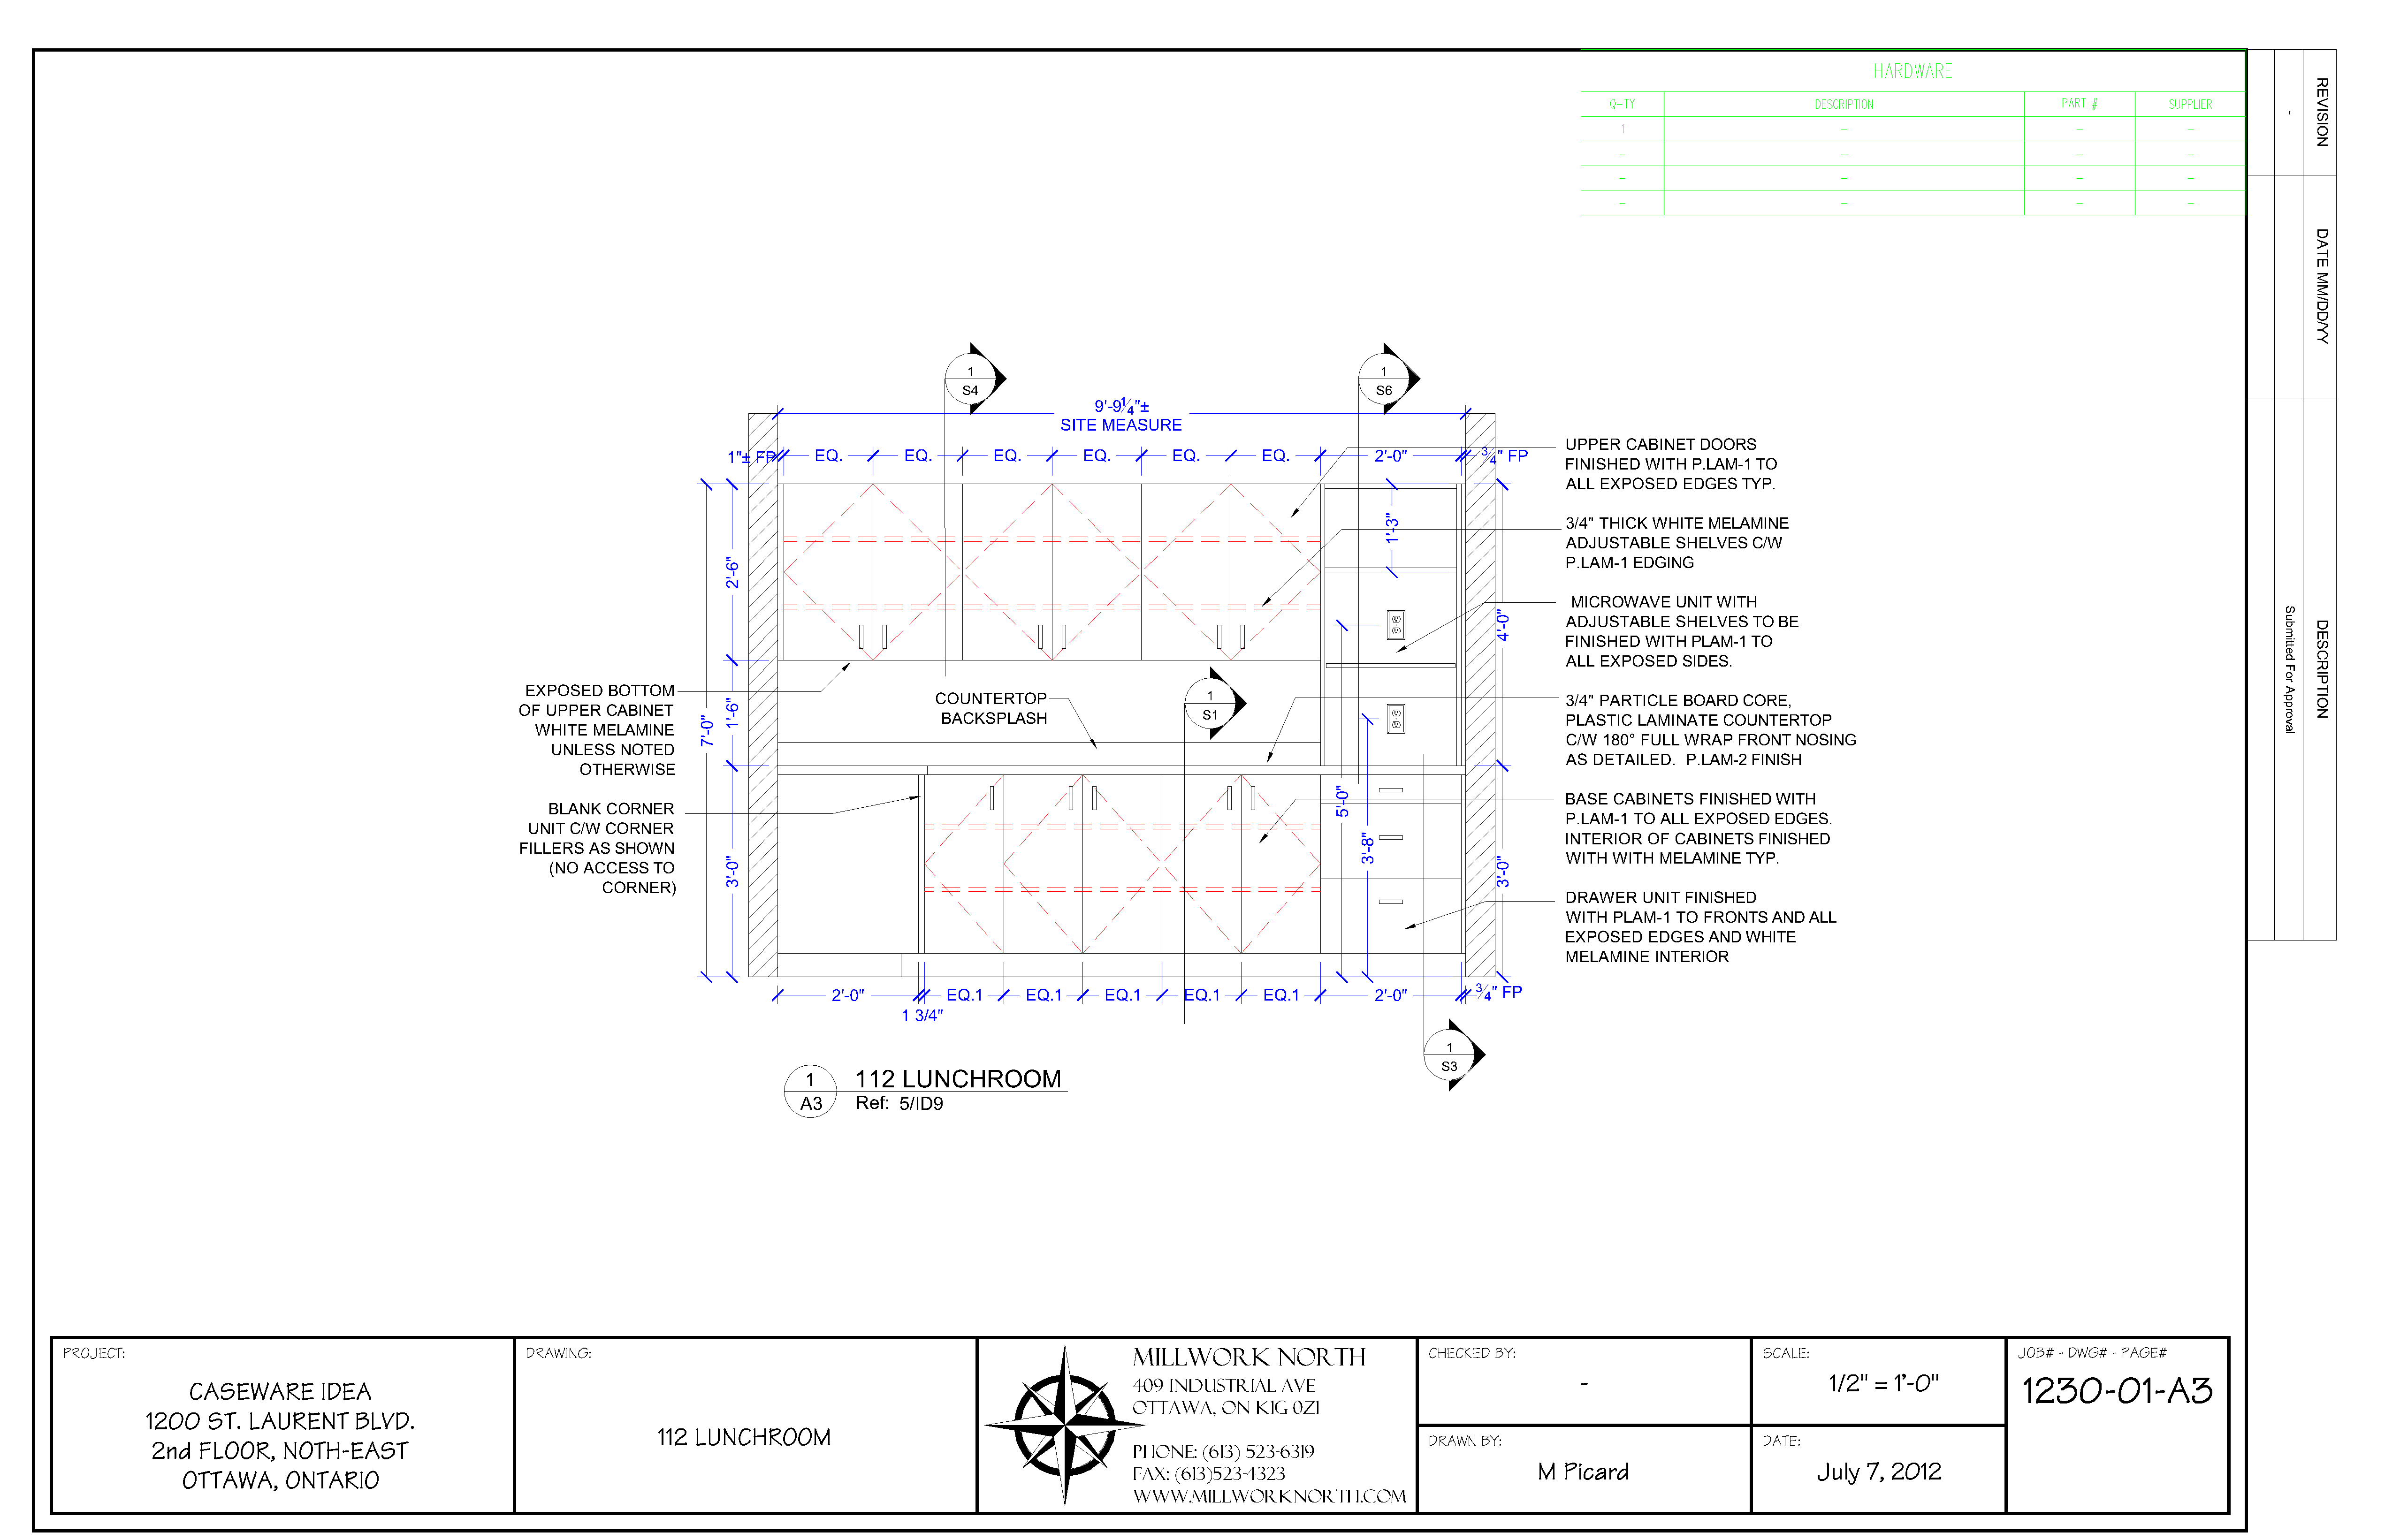 HARDWARE
Q-TY DESCRIPTION PART # SUPPLIER
1 - - -
- - - -
- - - -
- - - -
REVISION
-
DATE MM/DD/YY
DESCRIPTION
Submitted For Approval
1
S4
1
S6
9'-9 1/4"±
SITE MEASURE
1"± FP EQ. EQ. EQ. EQ. EQ. EQ. 2'-0" 3/4" FP
UPPER CABINET DOORS
FINISHED WITH P.LAM-1 TO
ALL EXPOSED EDGES TYP.
3/4" THICK WHITE MELAMINE
ADJUSTABLE SHELVES C/W
P.LAM-1 EDGING
MICROWAVE UNIT WITH
ADJUSTABLE SHELVES TO BE
FINISHED WITH PLAM-1 TO
ALL EXPOSED SIDES.
3/4" PARTICLE BOARD CORE,
PLASTIC LAMINATE COUNTERTOP
C/W 180° FULL WRAP FRONT NOSING
AS DETAILED. P.LAM-2 FINISH
BASE CABINETS FINISHED WITH
P.LAM-1 TO ALL EXPOSED EDGES.
INTERIOR OF CABINETS FINISHED
WITH WITH MELAMINE TYP.
DRAWER UNIT FINISHED
WITH PLAM-1 TO FRONTS AND ALL
EXPOSED EDGES AND WHITE
MELAMINE INTERIOR
1'-3"
2'-6"
4'-0"
EXPOSED BOTTOM
OF UPPER CABINET
WHITE MELAMINE
UNLESS NOTED
OTHERWISE
7'-0"
1'-6"
COUNTERTOP
BACKSPLASH
1
S1
BLANK CORNER
UNIT C/W CORNER
FILLERS AS SHOWN
(NO ACCESS TO
CORNER)
3'-0"
5'-0"
3'-8"
3'-0"
2'-0" EQ.1 EQ.1 EQ.1 EQ.1 EQ.1 2'-0" 3/4" FP
1 3/4"
1
S3
1
A3
112 LUNCHROOM
Ref: 5/ID9
PROJECT:
CASEWARE IDEA
1200 ST. LAURENT BLVD.
2nd FLOOR, NOTH-EAST
OTTAWA, ONTARIO
DRAWING:
112 LUNCHROOM
MILLWORK NORTH
409 INDUSTRIAL AVE
OTTAWA, ON K1G 0Z1
PHONE: (613) 523-6319
FAX: (613)523-4323
WWW.MILLWORKNORTH.COM
CHECKED BY:
-
DRAWN BY:
M Picard
SCALE:
1/2" = 1'-0"
DATE:
July 7, 2012
JOB# - DWG# - PAGE#
1230-01-A3